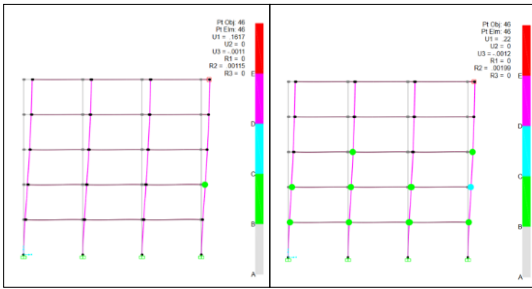 Pt Obj: 46
Pt Elm: 46
U1 = .1617
U2 = 0
U3 = -.0011
R1 = 0
R2 = .00115
R3 = 0
E
D
C
B
A
Pt Obj: 46
Pt Elm: 46
U1 = .22
U2 = 0
U3 = -.0012
R1 = 0
R2 = .00199
R3 = 0
E
D
C
B
A